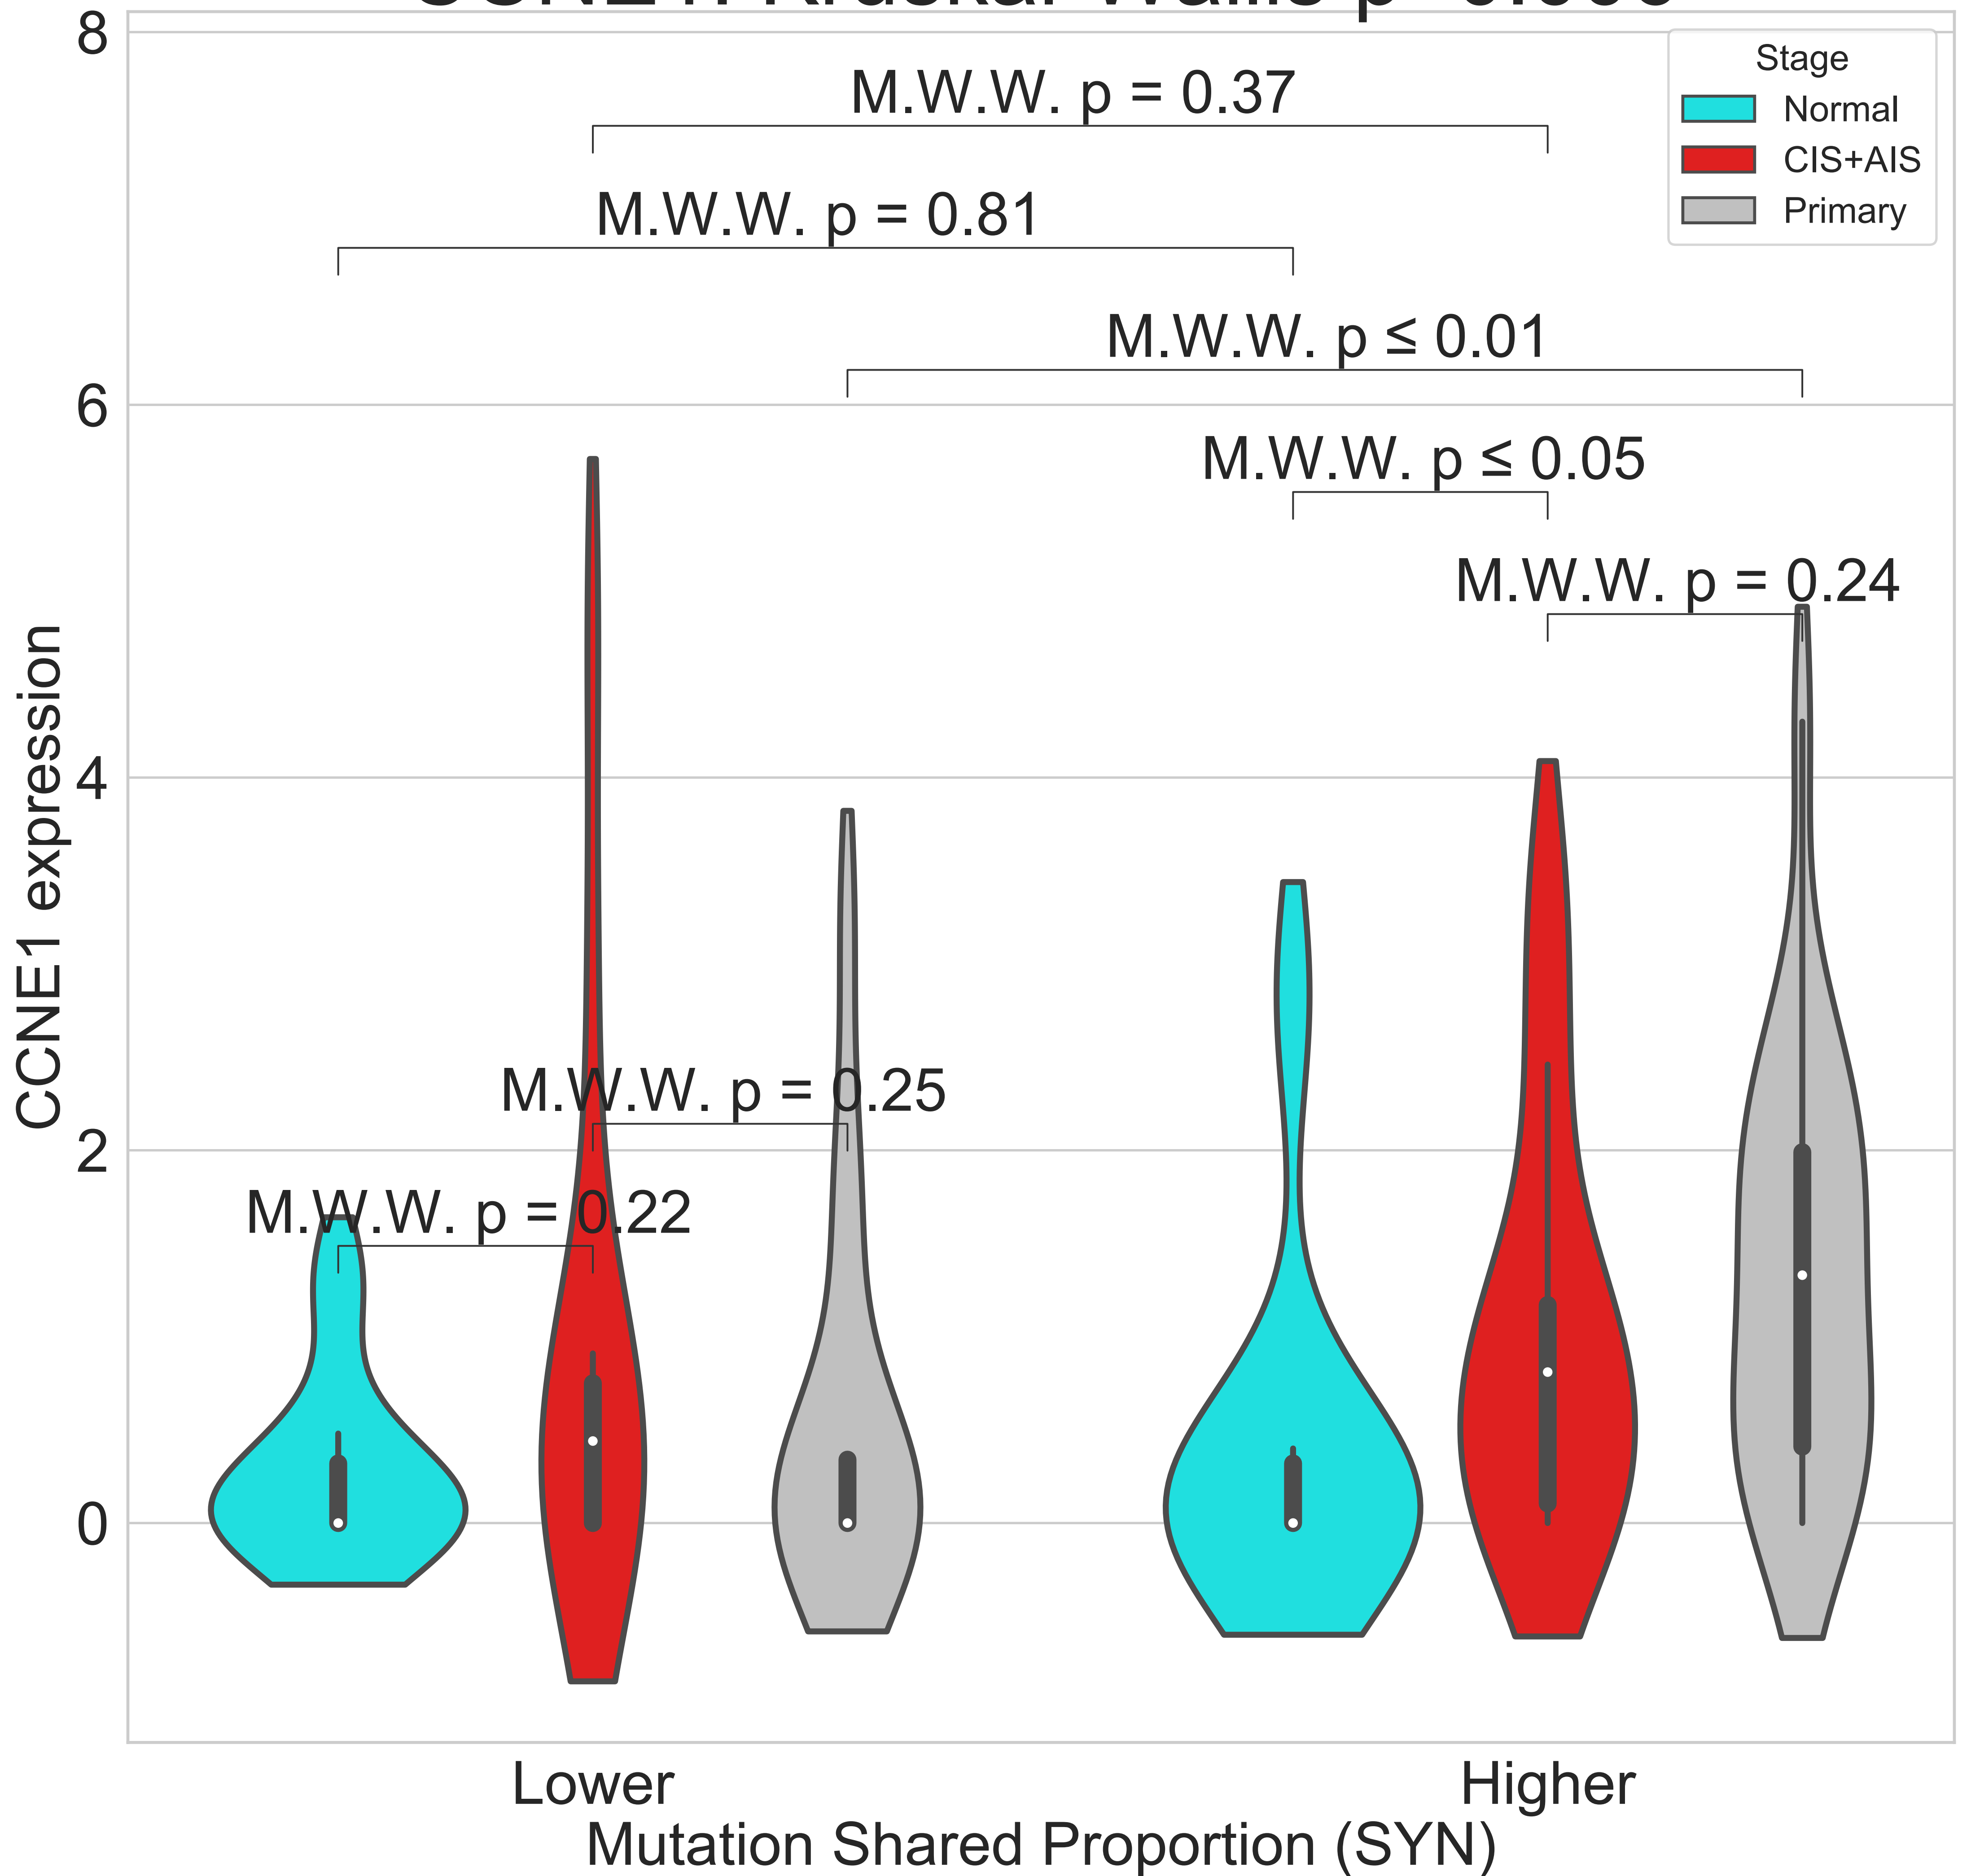 8
M.W.W. p = 0.37
M.W.W. p = 0.81
M.W.W. p ≤ 0.01
M.W.W. p ≤ 0.05
M.W.W. p = 0.24
M.W.W. p = 0.25
M.W.W. p = 0.22
Stage
Normal
CIS+AIS
Primary
6
4
2
0
CCNE1 expression
Lower
Higher
Mutation Shared Proportion (SYN)